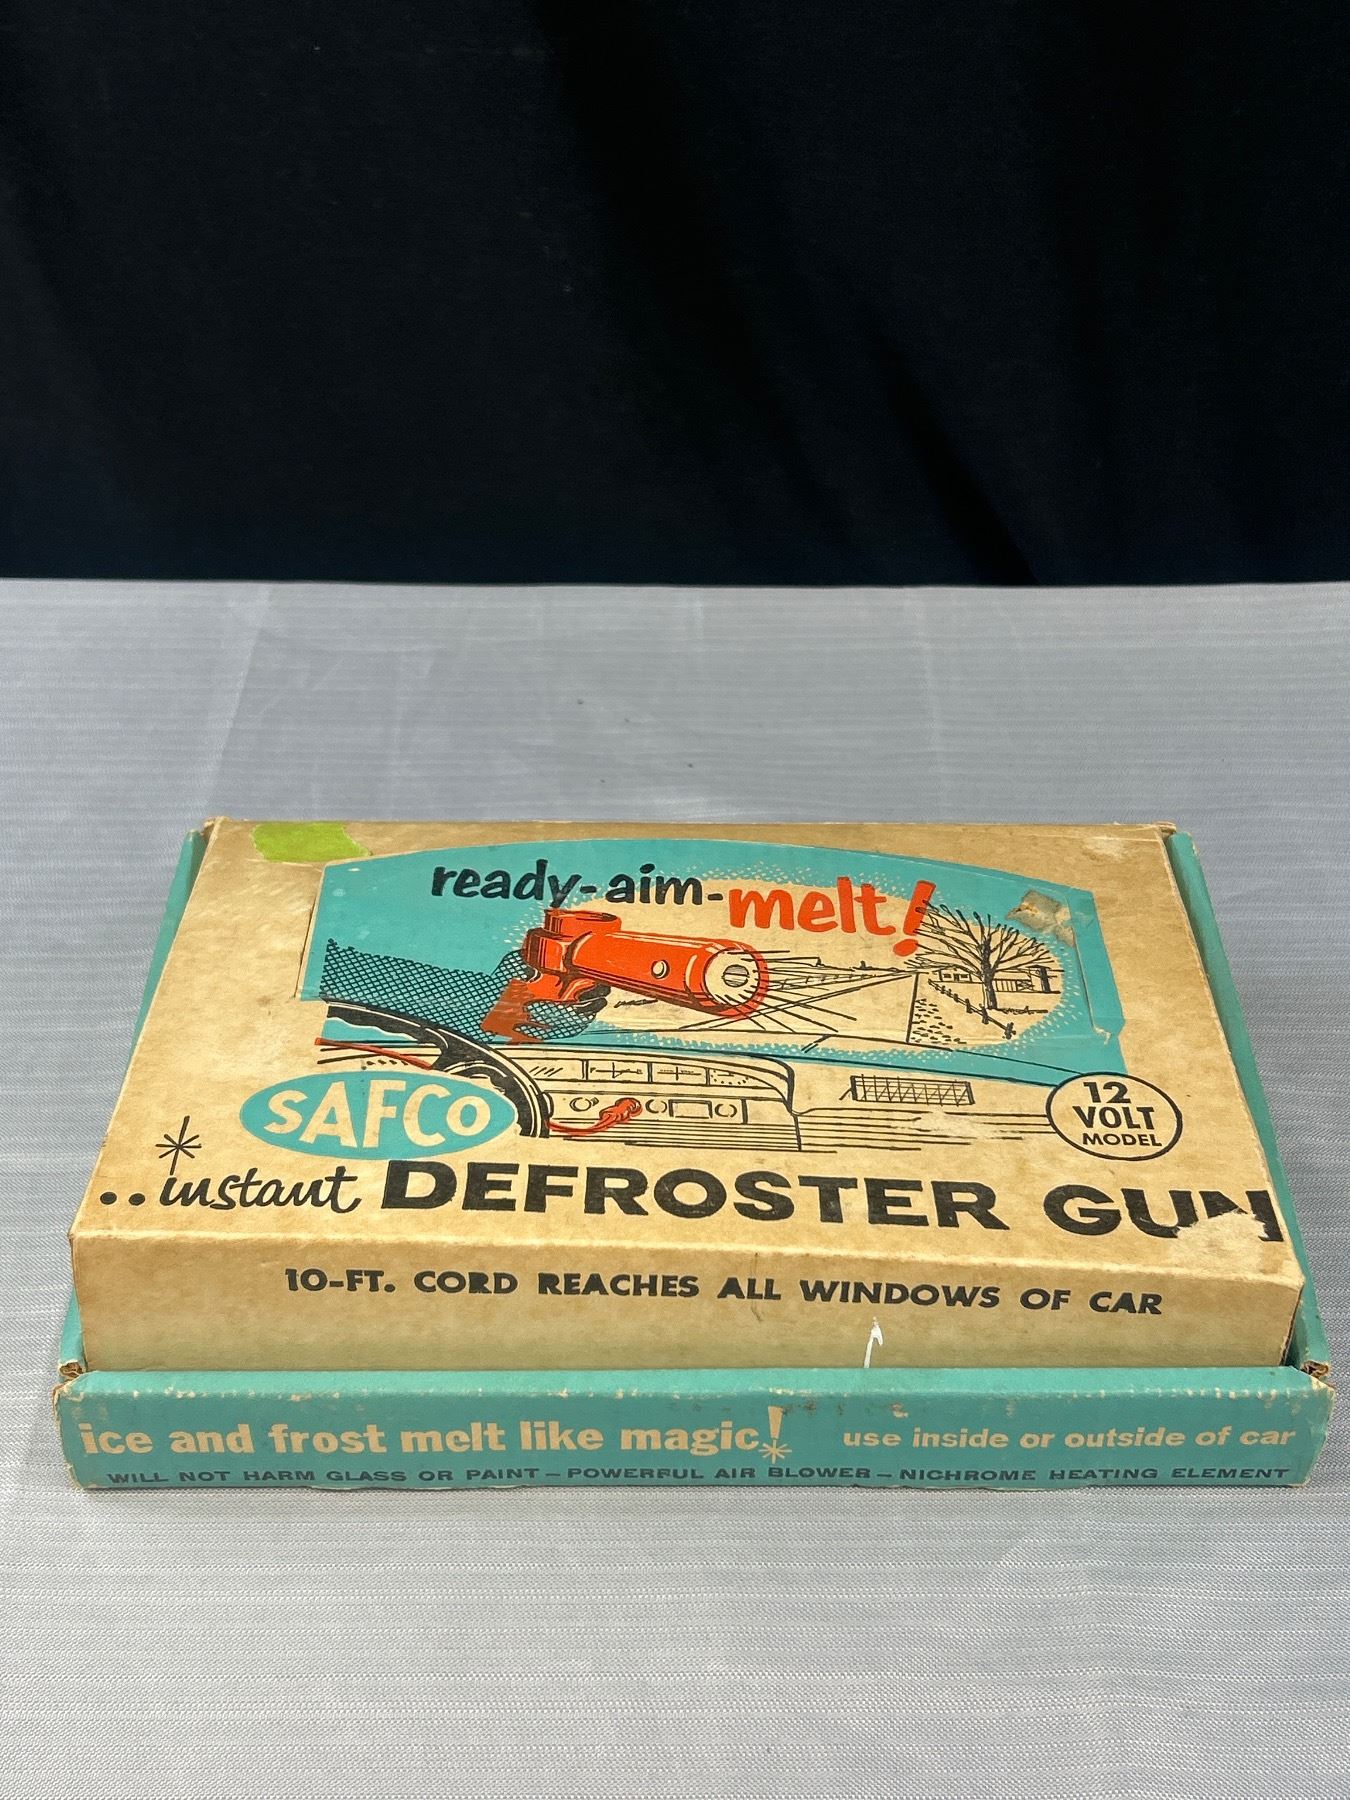 ready-aim-melt!
SAFCO
12
VOLT
MODEL
..instant DEFROSTER GUN
10-FT. CORD REACHES ALL WINDOWS OF CAR
ice and frost melt like magic! use inside or outside of car
WILL NOT HARM GLASS OR PAINT – POWERFUL AIR BLOWER – NICHROME HEATING ELEMENT